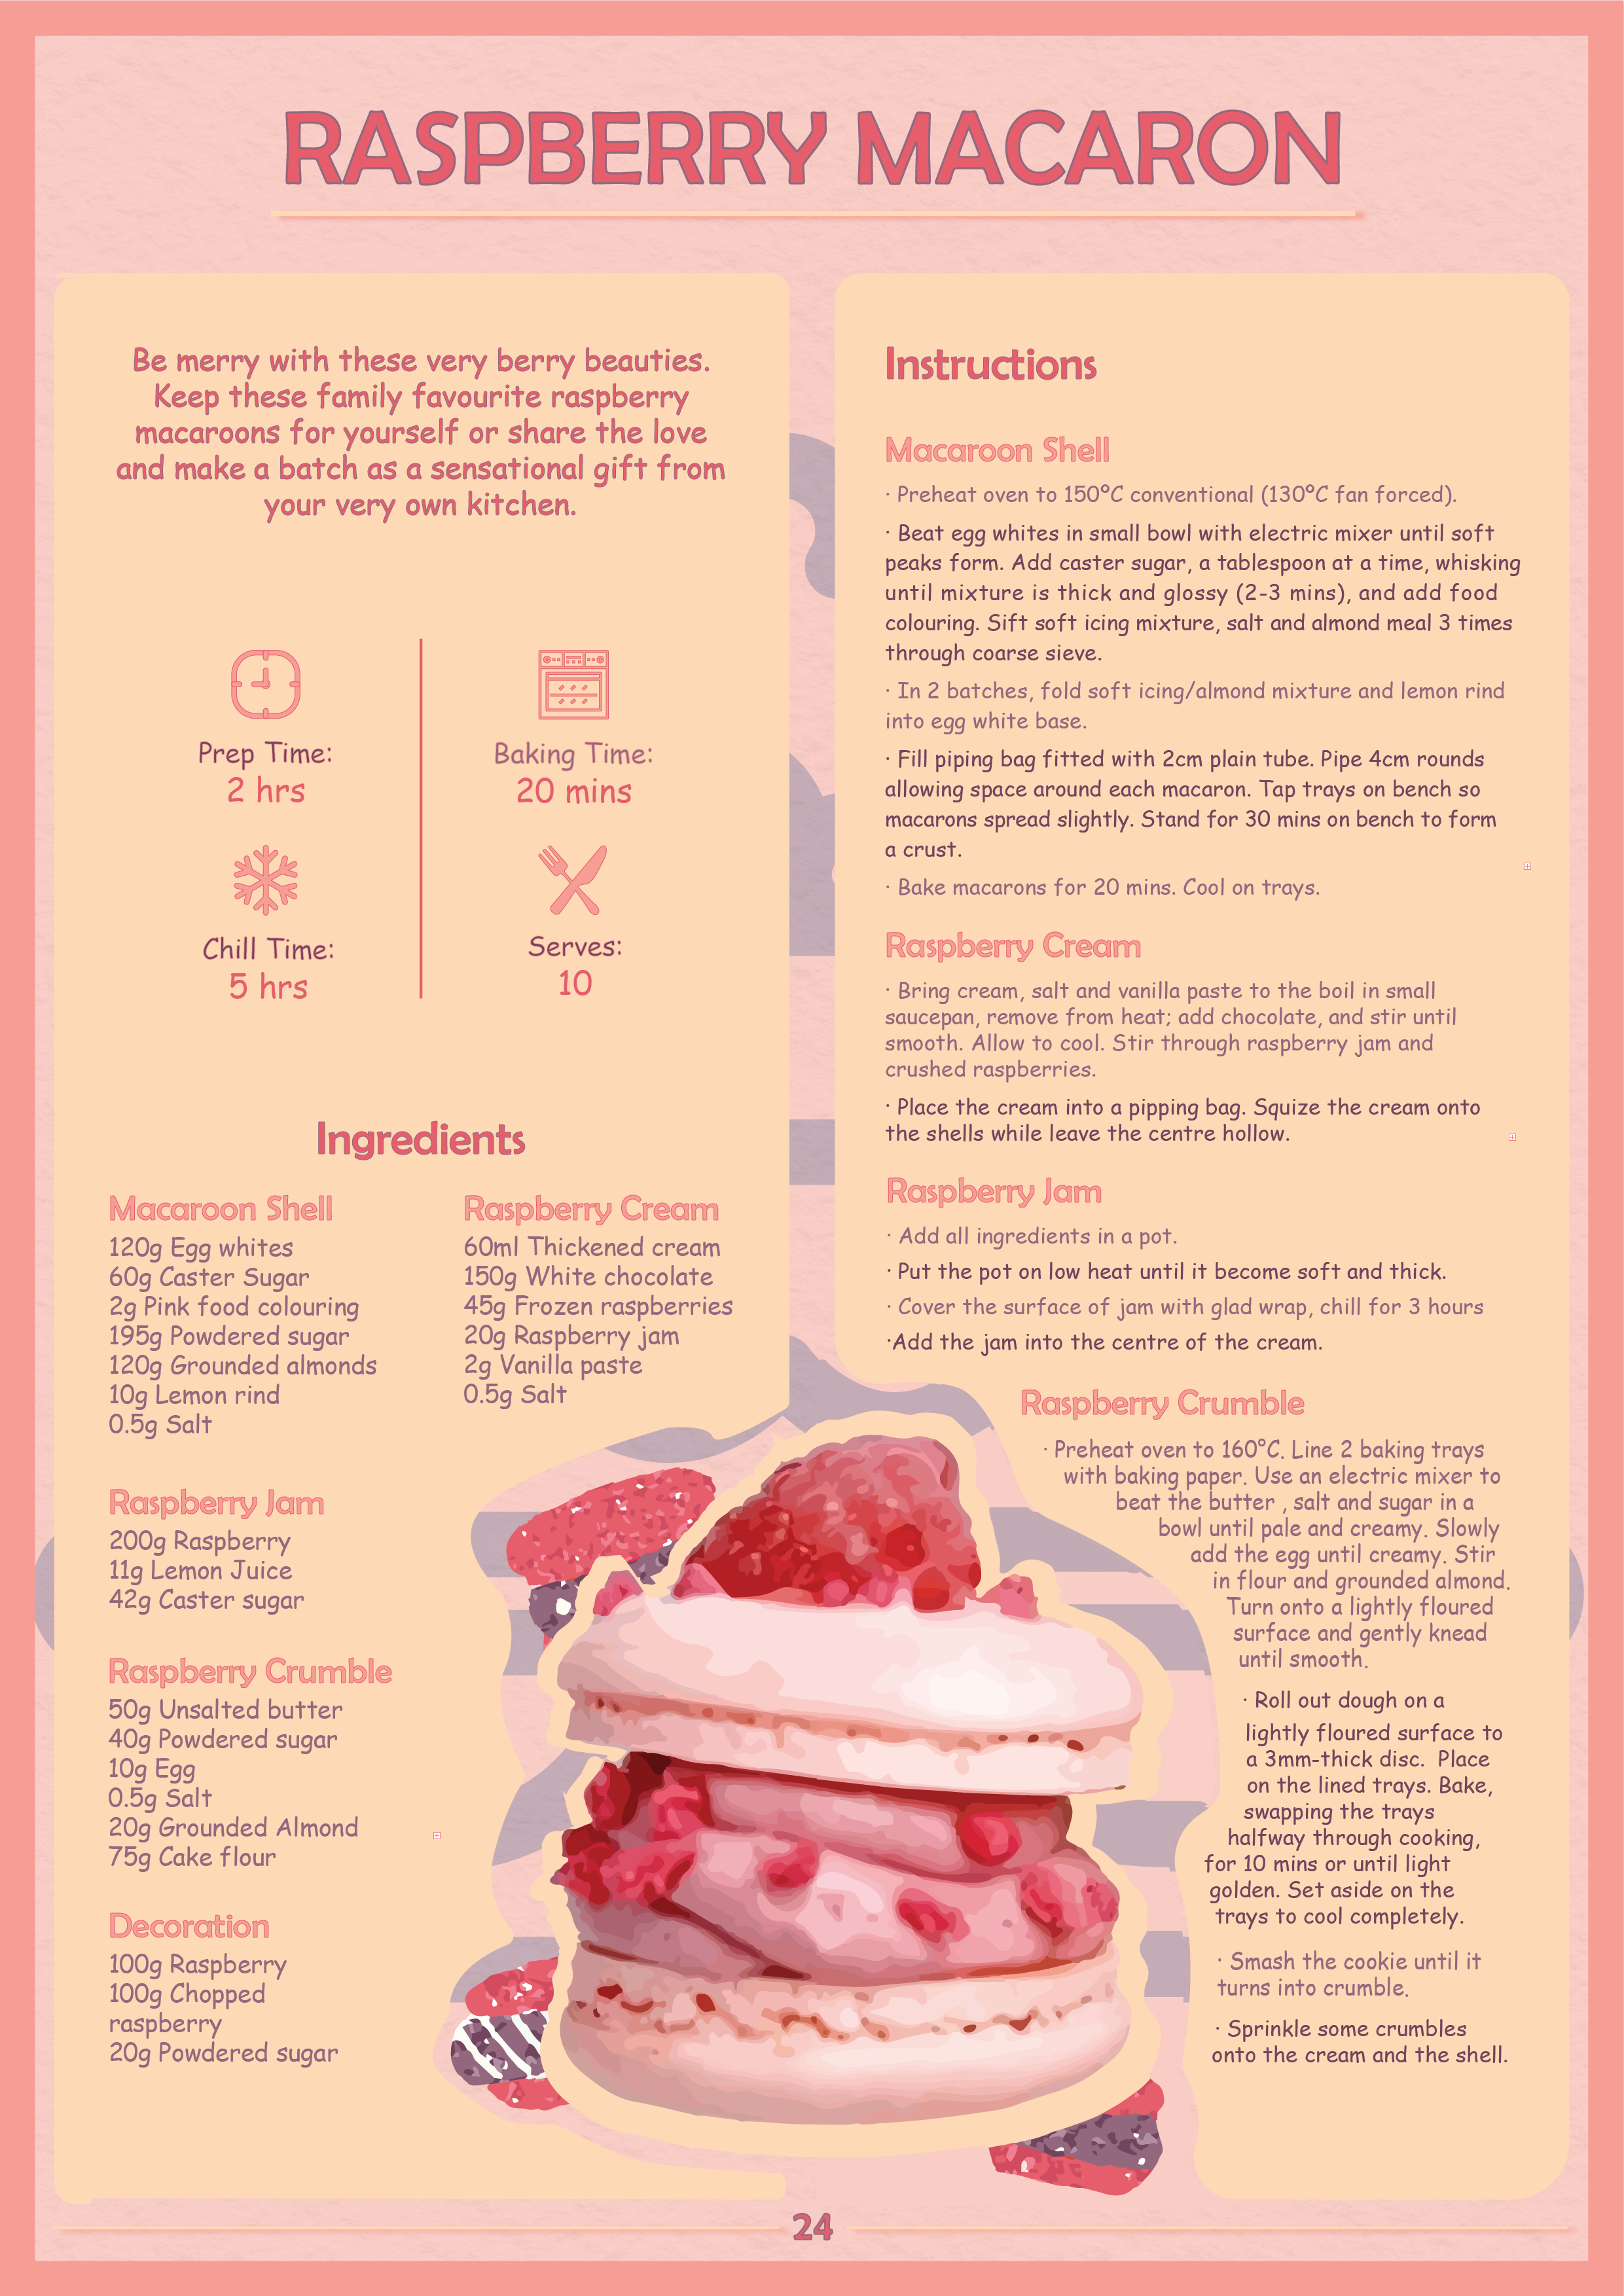 RASPBERRY MACARON
Be merry with these very berry beauties.
Keep these family favourite raspberry
macaroons for yourself or share the love
and make a batch as a sensational gift from
your very own kitchen.
Prep Time:
2 hrs
Baking Time:
20 mins
Chill Time:
5 hrs
Serves:
10
Ingredients
Macaroon Shell
120g Egg whites
60g Caster Sugar
2g Pink food colouring
195g Powdered sugar
120g Grounded almonds
10g Lemon rind
0.5g Salt
Raspberry Cream
60ml Thickened cream
150g White chocolate
45g Frozen raspberries
20g Raspberry jam
2g Vanilla paste
0.5g Salt
Raspberry Jam
200g Raspberry
11g Lemon Juice
42g Caster sugar
Raspberry Crumble
50g Unsalted butter
40g Powdered sugar
10g Egg
0.5g Salt
20g Grounded Almond
75g Cake flour
Decoration
100g Raspberry
100g Chopped
raspberry
20g Powdered sugar
Instructions
Macaroon Shell
· Preheat oven to 150ºC conventional (130ºC fan forced).
· Beat egg whites in small bowl with electric mixer until soft
peaks form. Add caster sugar, a tablespoon at a time, whisking
until mixture is thick and glossy (2-3 mins), and add food
colouring. Sift soft icing mixture, salt and almond meal 3 times
through coarse sieve.
· In 2 batches, fold soft icing/almond mixture and lemon rind
into egg white base.
· Fill piping bag fitted with 2cm plain tube. Pipe 4cm rounds
allowing space around each macaron. Tap trays on bench so
macarons spread slightly. Stand for 30 mins on bench to form
a crust.
· Bake macarons for 20 mins. Cool on trays.
Raspberry Cream
· Bring cream, salt and vanilla paste to the boil in small
saucepan, remove from heat; add chocolate, and stir until
smooth. Allow to cool. Stir through raspberry jam and
crushed raspberries.
· Place the cream into a pipping bag. Squize the cream onto
the shells while leave the centre hollow.
Raspberry Jam
· Add all ingredients in a pot.
· Put the pot on low heat until it become soft and thick.
· Cover the surface of jam with glad wrap, chill for 3 hours
·Add the jam into the centre of the cream.
Raspberry Crumble
· Preheat oven to 160°C. Line 2 baking trays
with baking paper. Use an electric mixer to
beat the butter , salt and sugar in a
bowl until pale and creamy. Slowly
add the egg until creamy. Stir
in flour and grounded almond.
Turn onto a lightly floured
surface and gently knead
until smooth.
· Roll out dough on a
lightly floured surface to
a 3mm-thick disc. Place
on the lined trays. Bake,
swapping the trays
halfway through cooking,
for 10 mins or until light
golden. Set aside on the
trays to cool completely.
· Smash the cookie until it
turns into crumble.
· Sprinkle some crumbles
onto the cream and the shell.
24